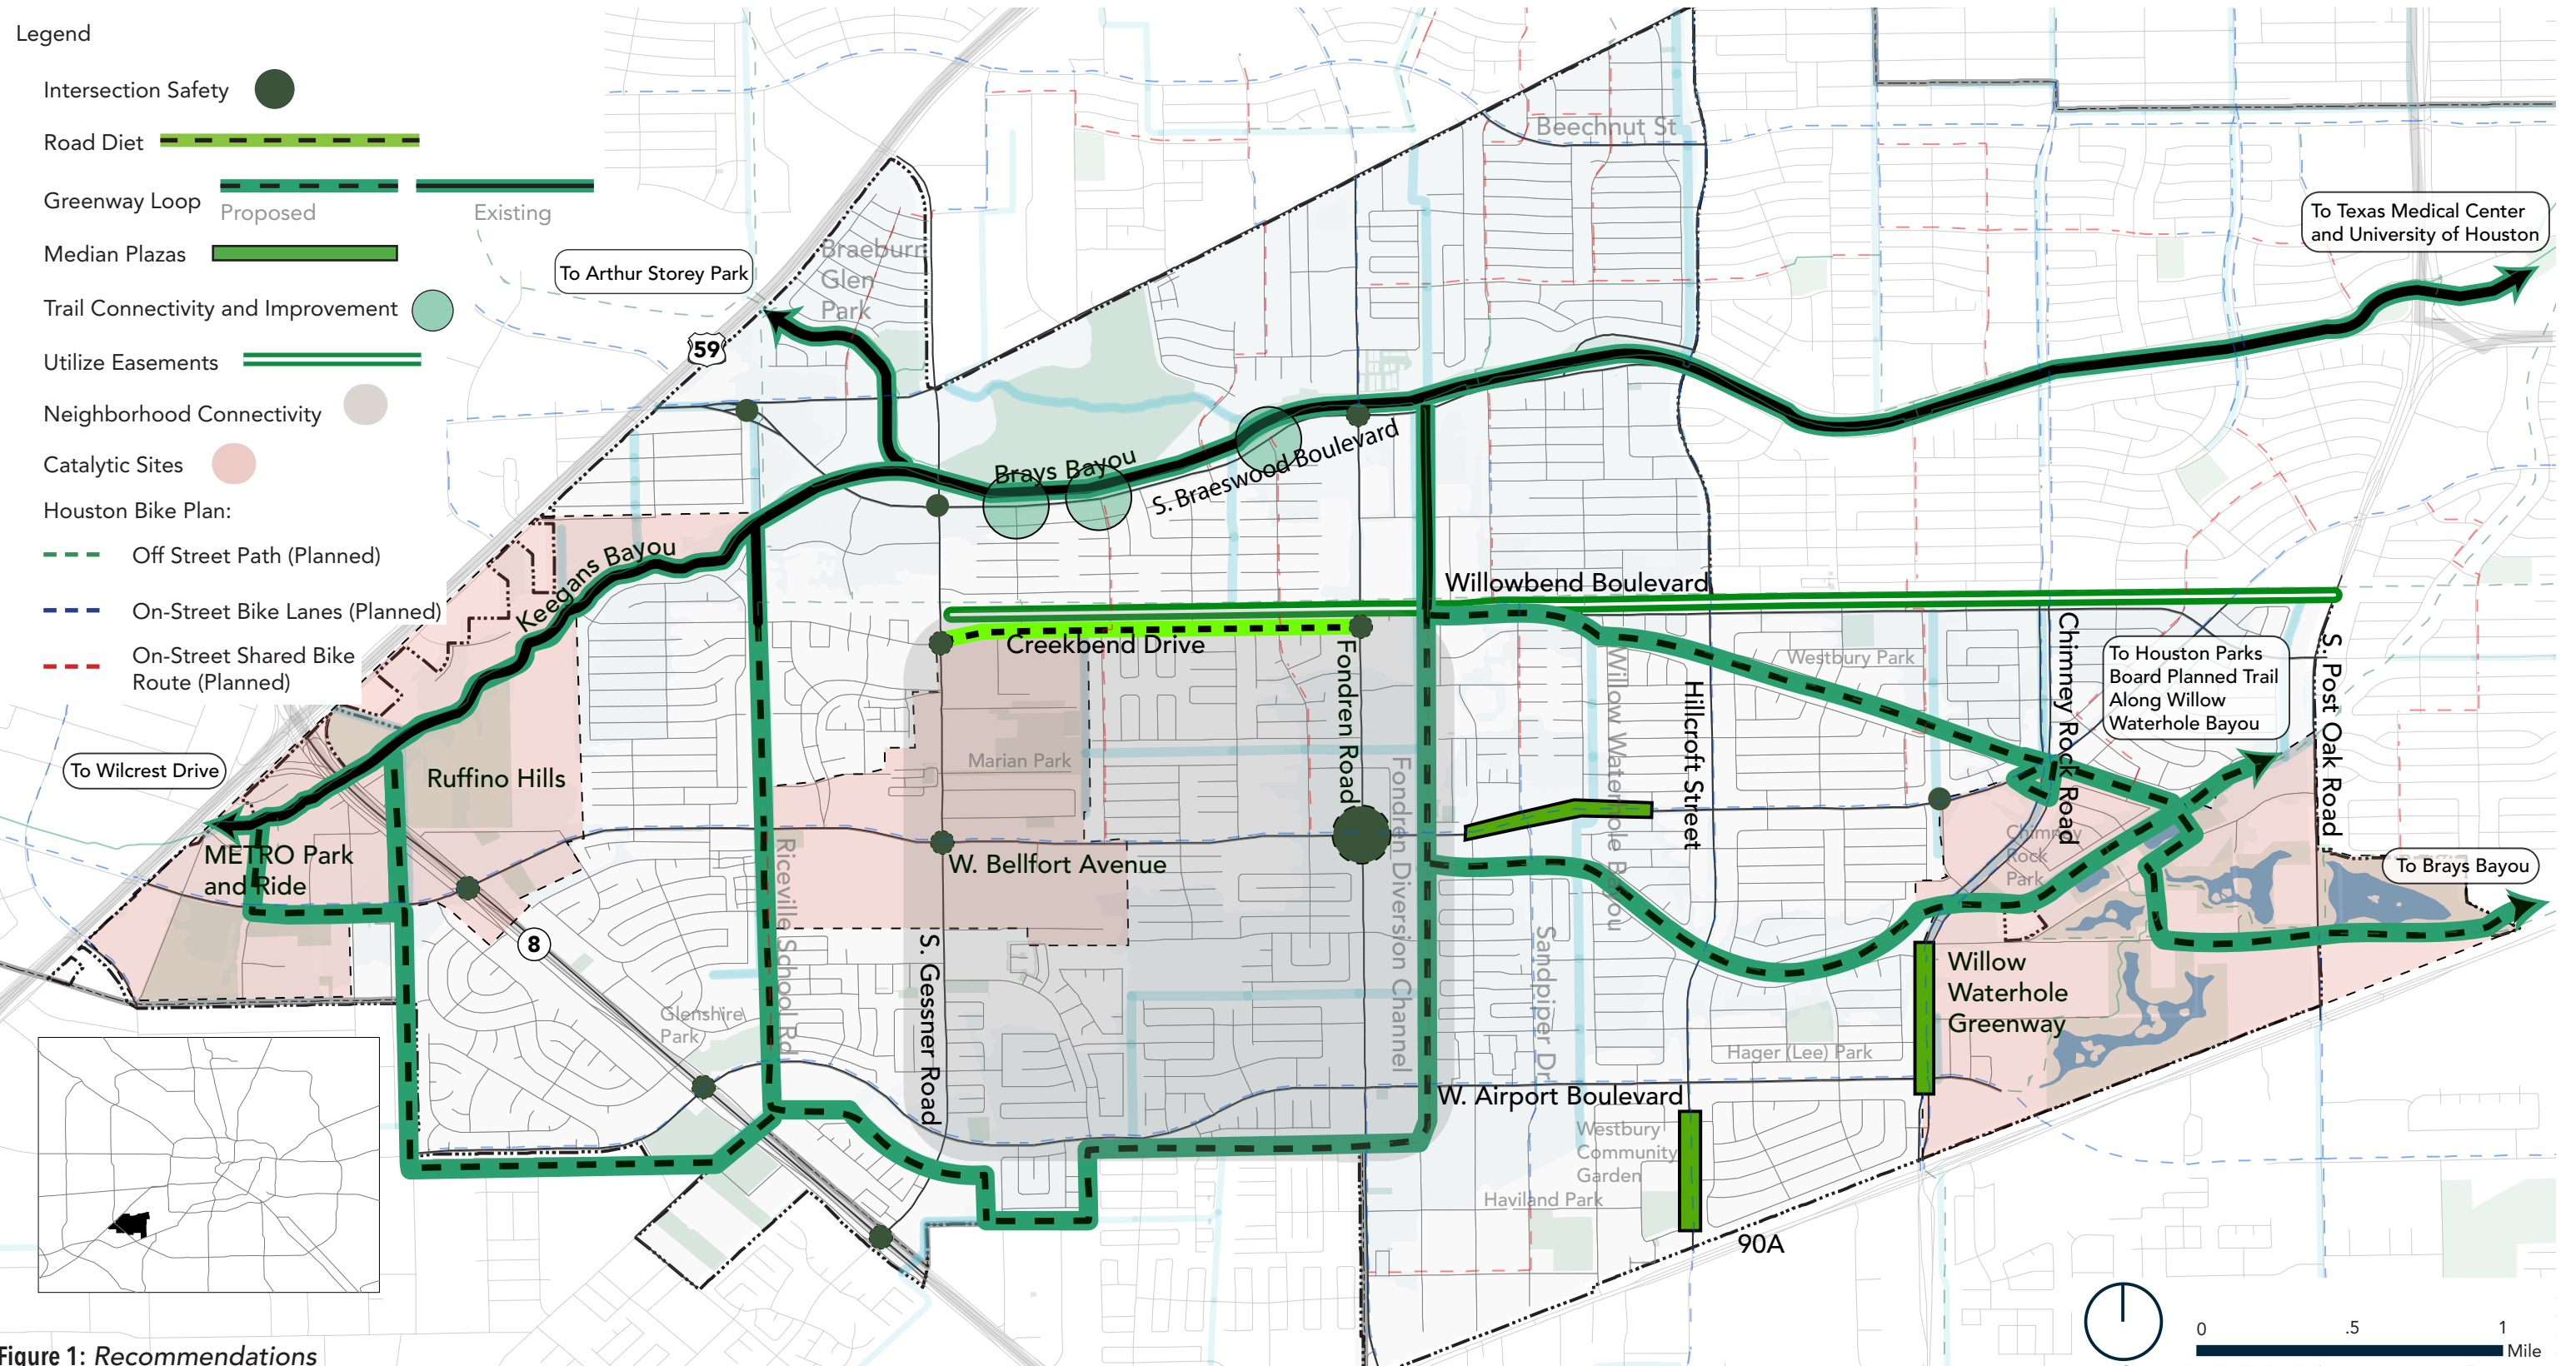 Legend
Intersection Safety
Road Diet
Greenway Loop
Proposed
Existing
Median Plazas
Trail Connectivity and Improvement
Utilize Easements
Neighborhood Connectivity
Catalytic Sites
Houston Bike Plan:
Off Street Path (Planned)
On-Street Bike Lanes (Planned)
On-Street Shared Bike
Route (Planned)
To Arthur Storey Park
59
Braeburn
Glen
Park
Beechnut St
To Texas Medical Center
and University of Houston
Brays Bayou
S. Braeswood Boulevard
Keegans Bayou
Willowbend Boulevard
Creekbend Drive
Fondren Road
Westbury Park
Chimney Rock Road
To Houston Parks
Board Planned Trail
Along Willow
Waterhole Bayou
S. Post Oak Road
Hillcroft Street
Willow Waterhole Bayou
Marian Park
Fondren Diversion Channel
To Wilcrest Drive
Ruffino Hills
METRO Park
and Ride
W. Bellfort Avenue
Riceville School Rd
Chimney
Rock
Park
To Brays Bayou
8
S. Gessner Road
Sandpiper Dr
Willow
Waterhole
Greenway
Glenshire
Park
Hager (Lee) Park
W. Airport Boulevard
Westbury
Community
Garden
Haviland Park
90A
0
.5
1
Mile
Figure 1: Recommendations